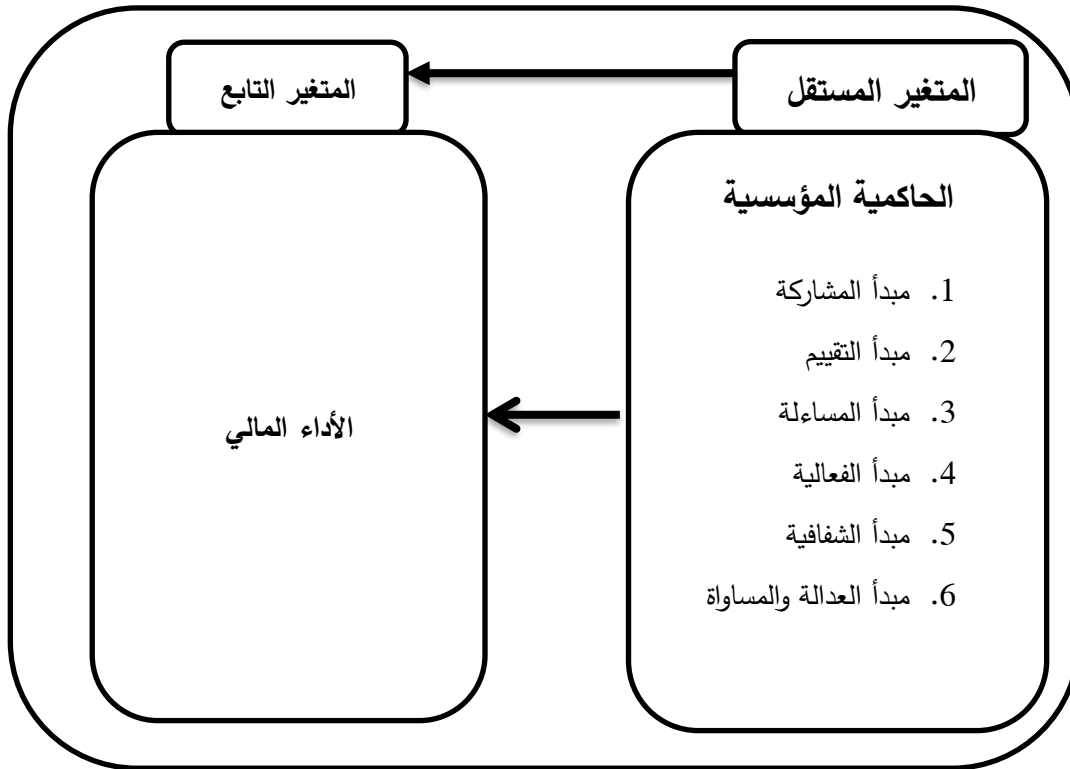 المتغير المستقل
المتغير التابع
الحاكمية المؤسسية
1. مبدأ المشاركة
2. مبدأ التقييم
3. مبدأ المساءلة
4. مبدأ الفعالية
5. مبدأ الشفافية
6. مبدأ العدالة والمساواة
الأداء المالي